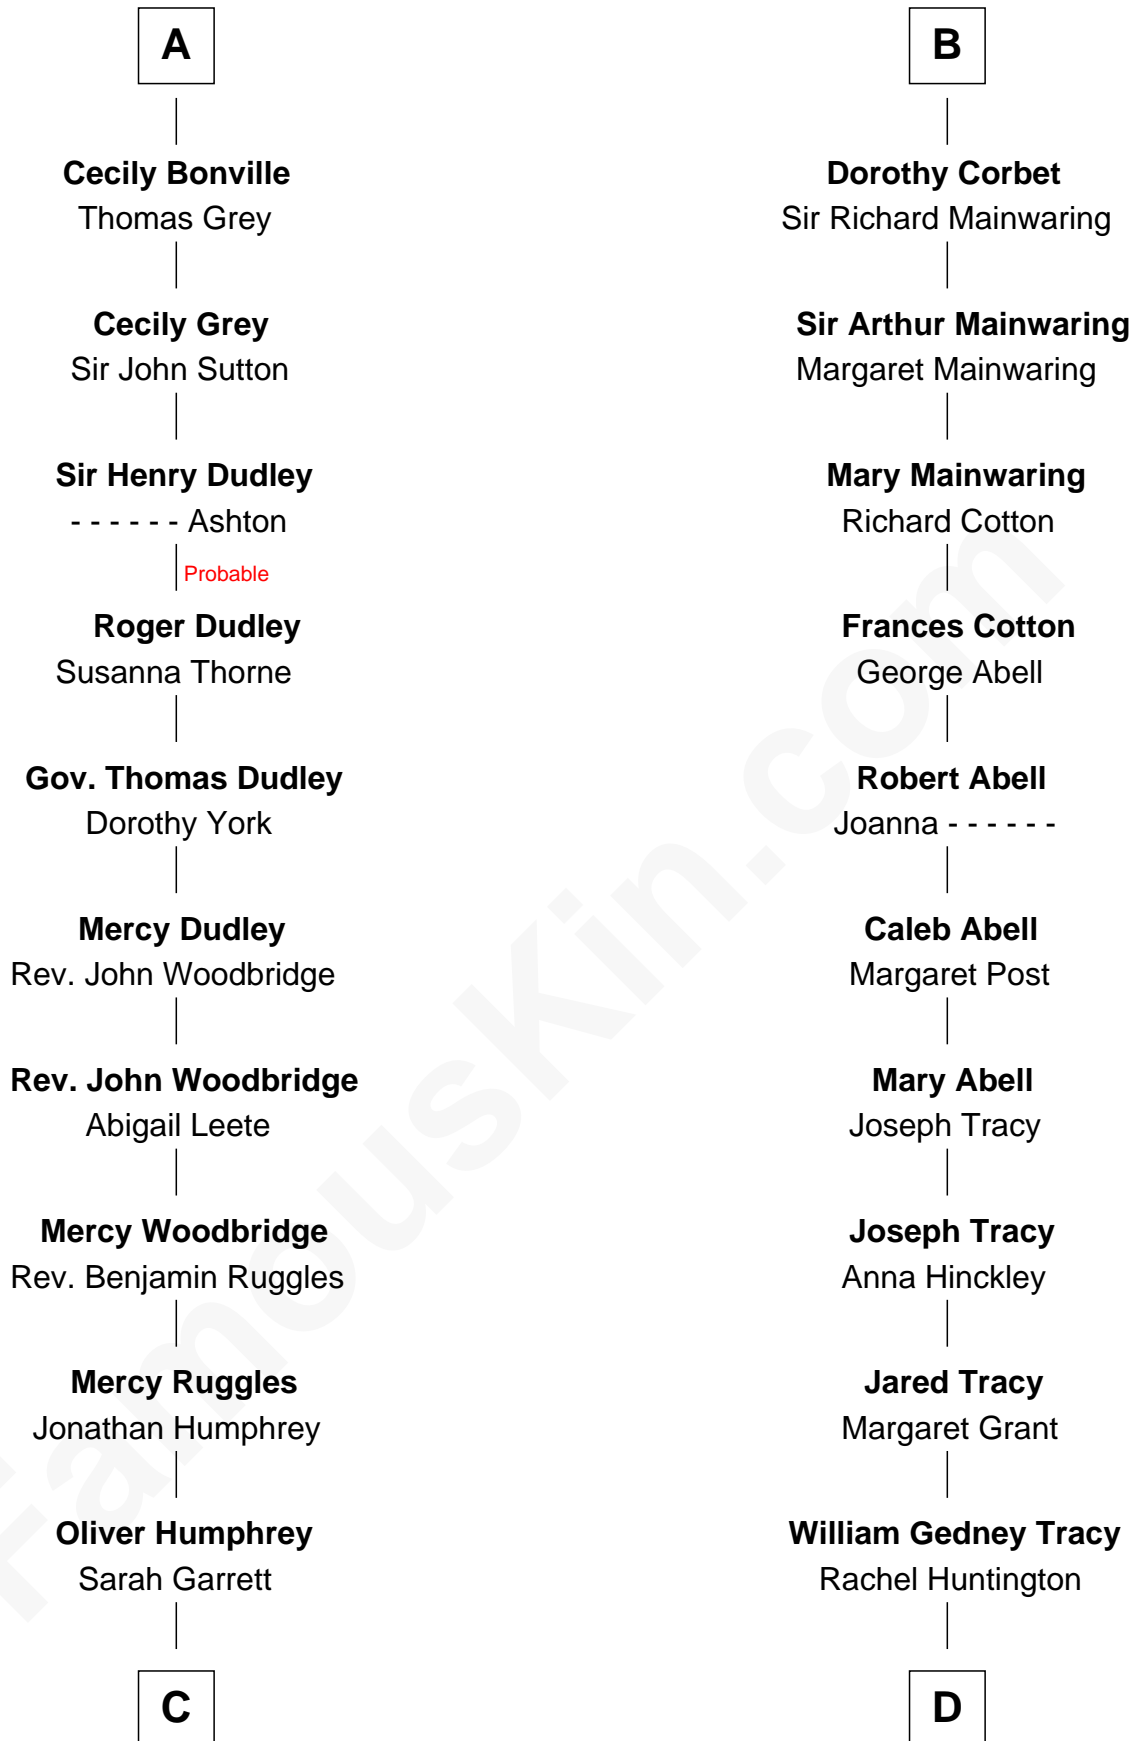 A
Cecily Bonville
Thomas Grey
Cecily Grey
Sir John Sutton
Sir Henry Dudley
- - - - - - Ashton
Probable
Roger Dudley
Susanna Thorne
Gov. Thomas Dudley
Dorothy York
Mercy Dudley
Rev. John Woodbridge
Rev. John Woodbridge
Abigail Leete
Mercy Woodbridge
Rev. Benjamin Ruggles
Mercy Ruggles
Jonathan Humphrey
Oliver Humphrey
Sarah Garrett
C
B
Dorothy Corbet
Sir Richard Mainwaring
Sir Arthur Mainwaring
Margaret Mainwaring
Mary Mainwaring
Richard Cotton
Frances Cotton
George Abell
Robert Abell
Joanna - - - - - -
Caleb Abell
Margaret Post
Mary Abell
Joseph Tracy
Joseph Tracy
Anna Hinckley
Jared Tracy
Margaret Grant
William Gedney Tracy
Rachel Huntington
D
FamousKin.com